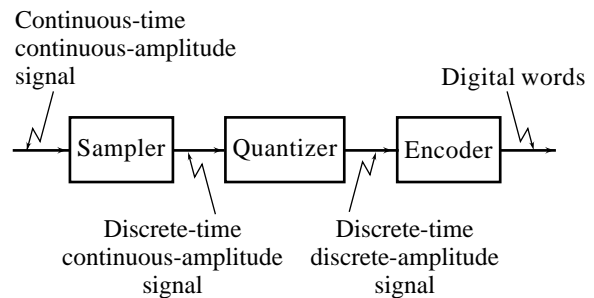 Continuous-time
continuous-amplitude
signal
Digital words
Sampler
Quantizer
Encoder
Discrete-time
continuous-amplitude
signal
Discrete-time
discrete-amplitude
signal